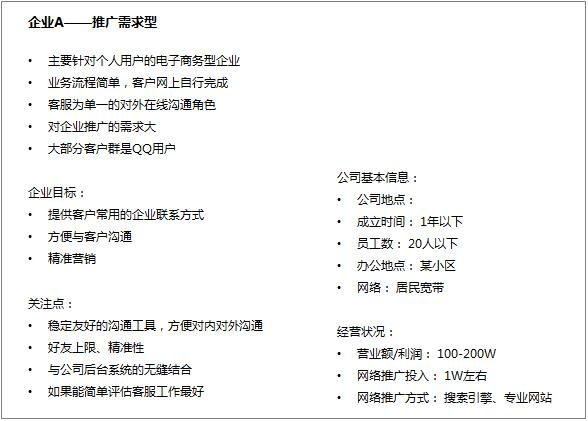 企业A——推广需求型
• 主要针对个人用户的电子商务型企业
• 业务流程简单，客户网上自行完成
• 客服为单一的对外在线沟通角色
• 对企业推广的需求大
• 大部分客户群是QQ用户
企业目标：
• 提供客户常用的企业联系方式
• 方便与客户沟通
• 精准营销
关注点：
• 稳定友好的沟通工具，方便对内对外沟通
• 好友上限、精准性
• 与公司后台系统的无缝结合
• 如果能简单评估客服工作最好
公司基本信息：
• 公司地点：
• 成立时间： 1年以下
• 员工数： 20人以下
• 办公地点： 某小区
• 网络： 居民宽带
经营状况：
• 营业额/利润： 100-200W
• 网络推广投入： 1W左右
• 网络推广方式： 搜索引擎、专业网站